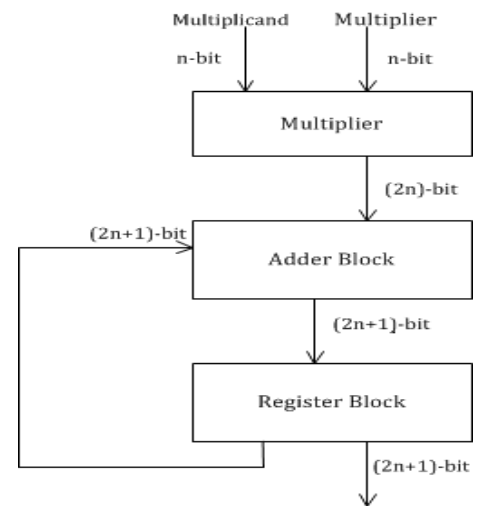 Multiplicand
Multiplier
n-bit
n-bit
Multiplier
(2n)-bit
(2n+1)-bit
Adder Block
(2n+1)-bit
Register Block
(2n+1)-bit